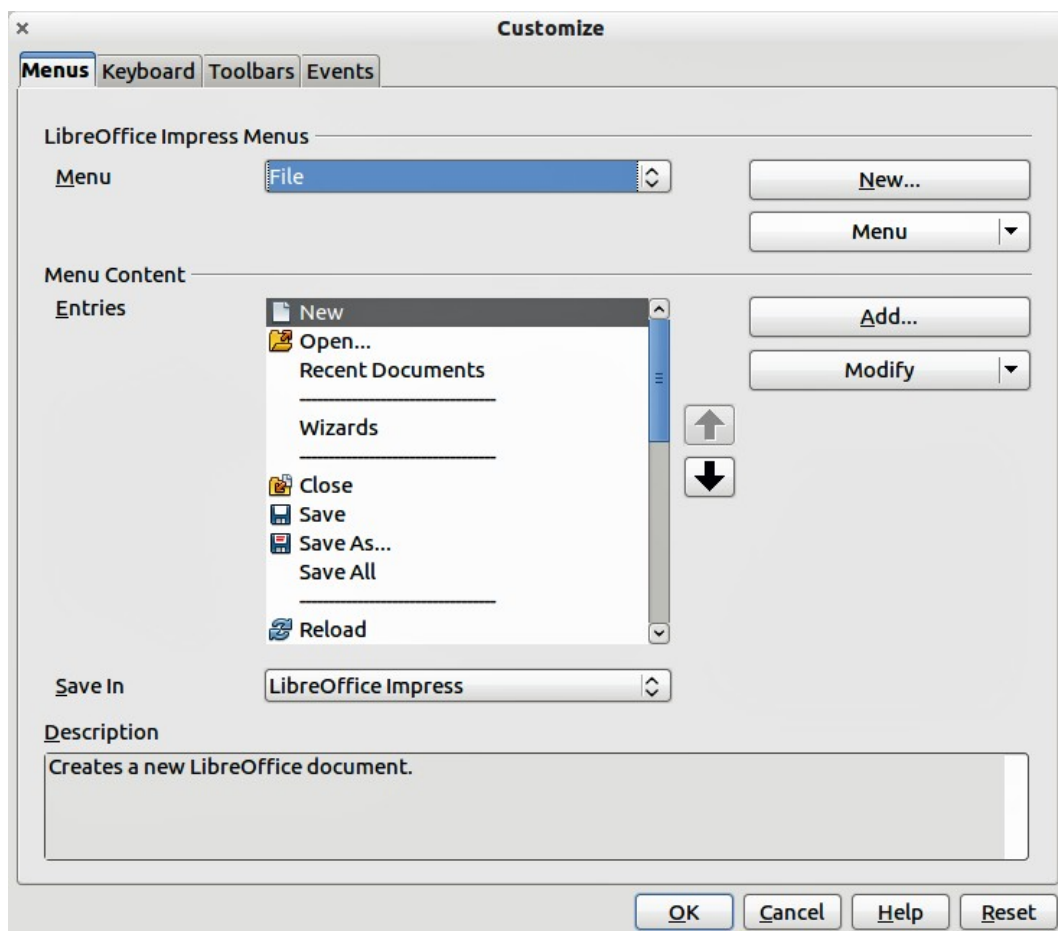 Customize
Menus Keyboard Toolbars Events
LibreOffice Impress Menus
Menu File New...
Menu
Menu Content
Entries New Add...
Open...
Recent Documents Modify
Wizards
Close
Save
Save As...
Save All
Reload
Save In LibreOffice Impress
Description
Creates a new LibreOffice document.
OK Cancel Help Reset